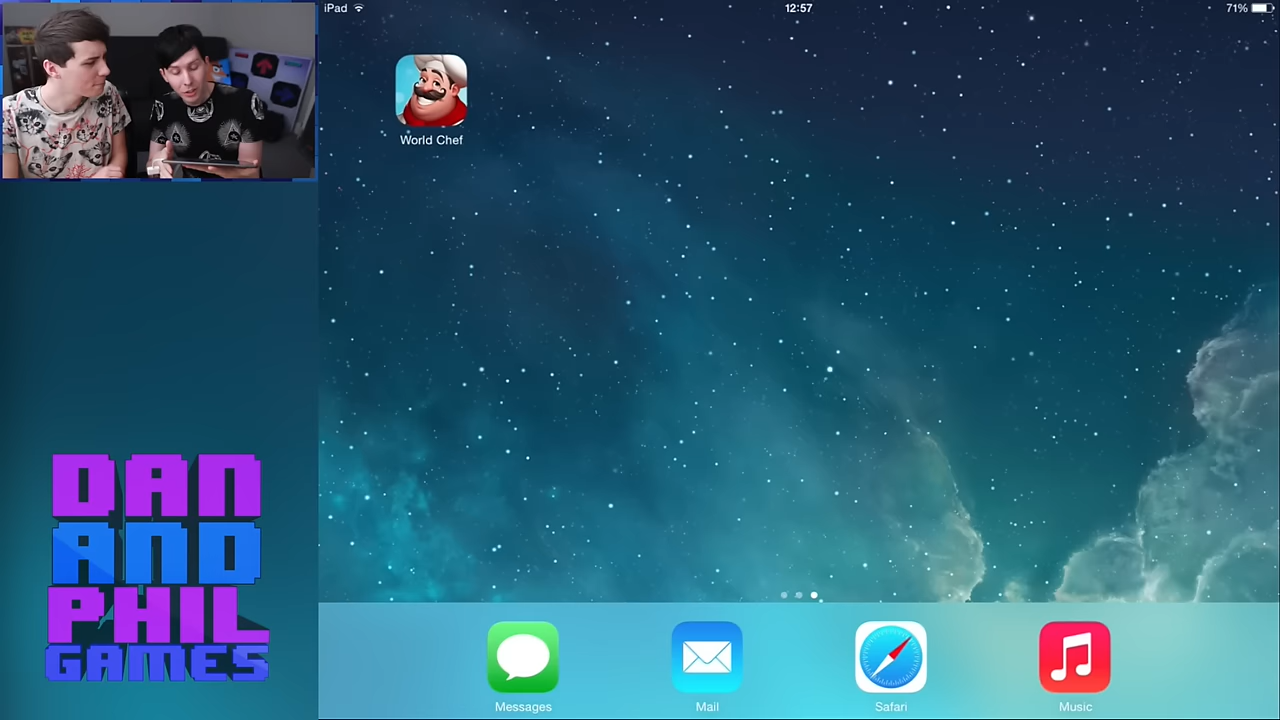 iPad
12:57
71%
World Chef
DAN
AND
PHIL
GAMES
Messages
Mail
Safari
Music